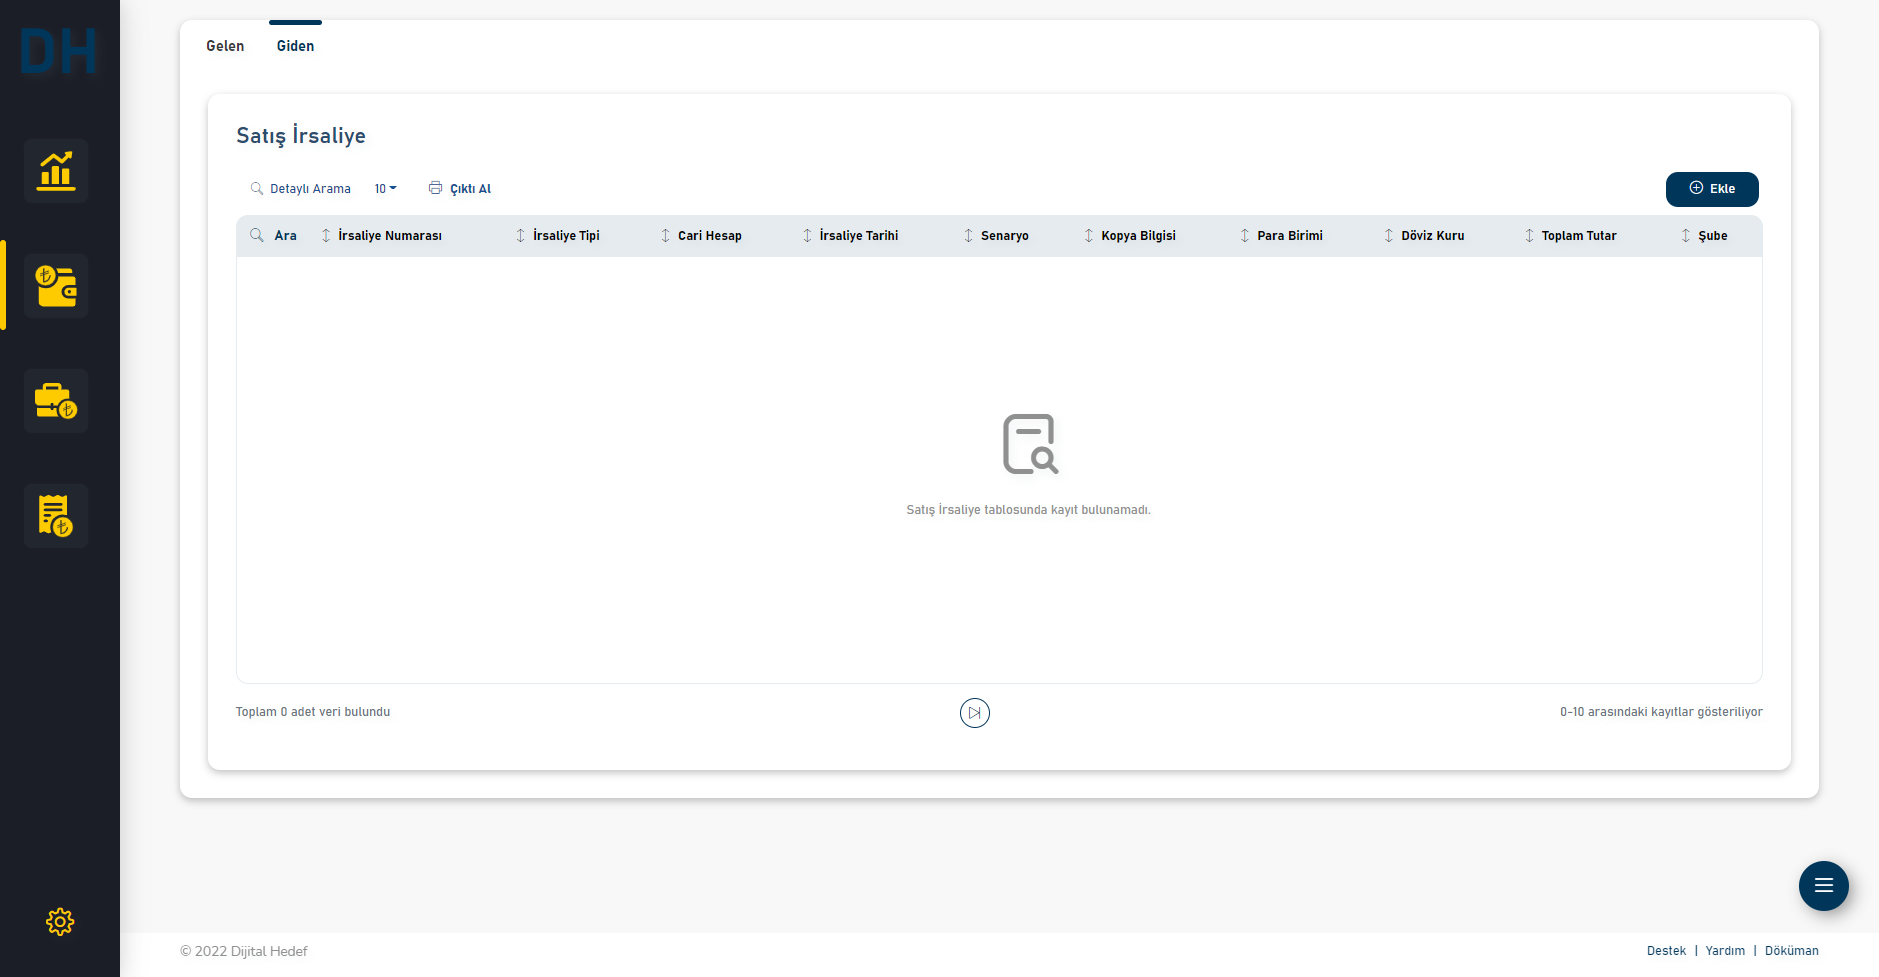 DH
Gelen Giden
Satış İrsaliye
Detaylı Arama 10 Çıktı Al Ekle
Ara İrsaliye Numarası İrsaliye Tipi Cari Hesap İrsaliye Tarihi Senaryo Kopya Bilgisi Para Birimi Döviz Kuru Toplam Tutar Şube
Satış İrsaliye tablosunda kayıt bulunamadı.
Toplam 0 adet veri bulundu 0-10 arasındaki kayıtlar gösteriliyor
© 2022 Dijital Hedef Destek | Yardım | Döküman